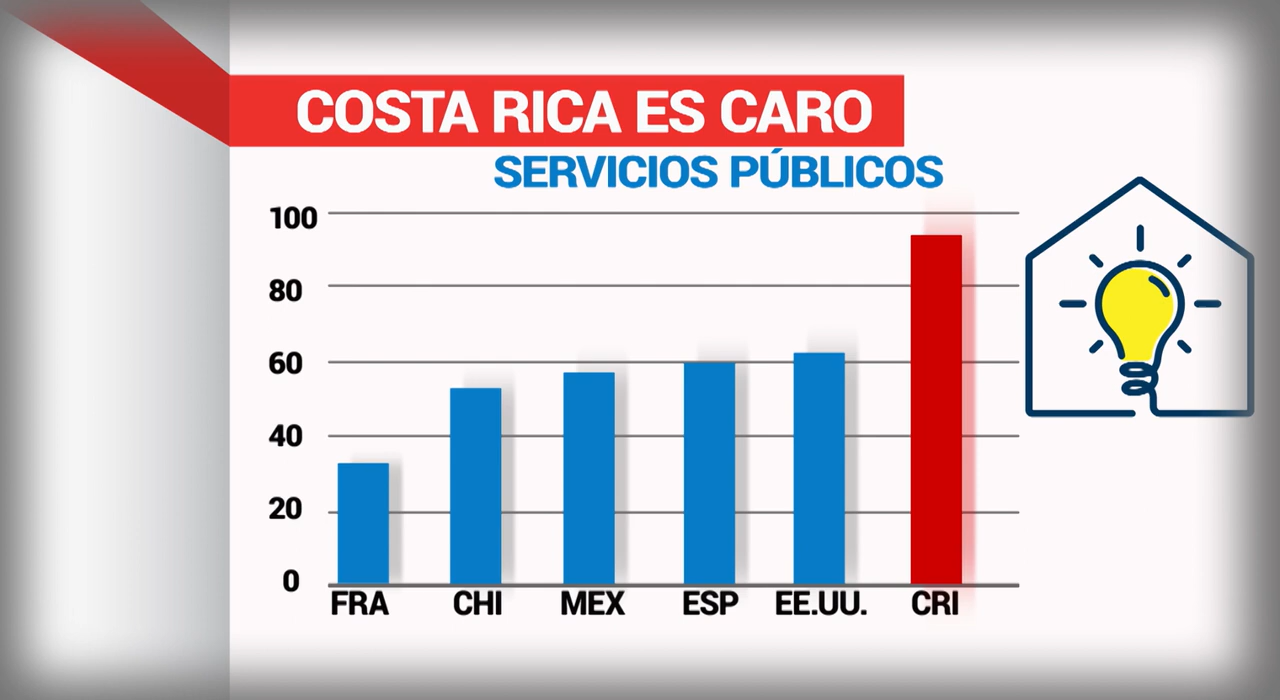 COSTA RICA ES CARO
SERVICIOS PÚBLICOS
100
80
60
40
20
0
FRA CHI MEX ESP EE.UU. CRI